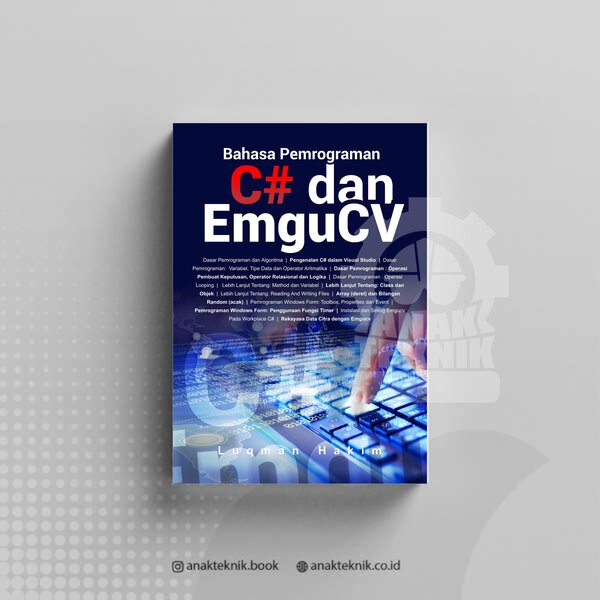 Bahasa Pemrograman
C# dan
EmguCV
Dasar Pemrograman dan Algoritma | Pengenalan C# dalam Visual Studio | Dasar
Pemrograman: Variabel, Tipe Data dan Operator Aritmatika | Dasar Pemrograman : Operasi
Pembuat Keputusan, Operator Relasional dan Logika | Dasar Pemrograman : Operasi
Looping | Lebih Lanjut Tentang: Method dan Variabel | Lebih Lanjut Tentang: Class dan
Objek | Lebih Lanjut Tentang: Reading And Writing Files | Array (deret) dan Bilangan
Random (acak) | Pemrograman Windows Form: Toolbox, Properties dan Event |
Pemrograman Windows Form: Penggunaan Fungsi Timer | Instalasi dan Seting Emgucv
Pada Workplace C# | Rekayasa Data Citra dengan Emgucv
ANAK
TEKNIK
Luqman Hakim
anakteknik.book
anakteknik.co.id